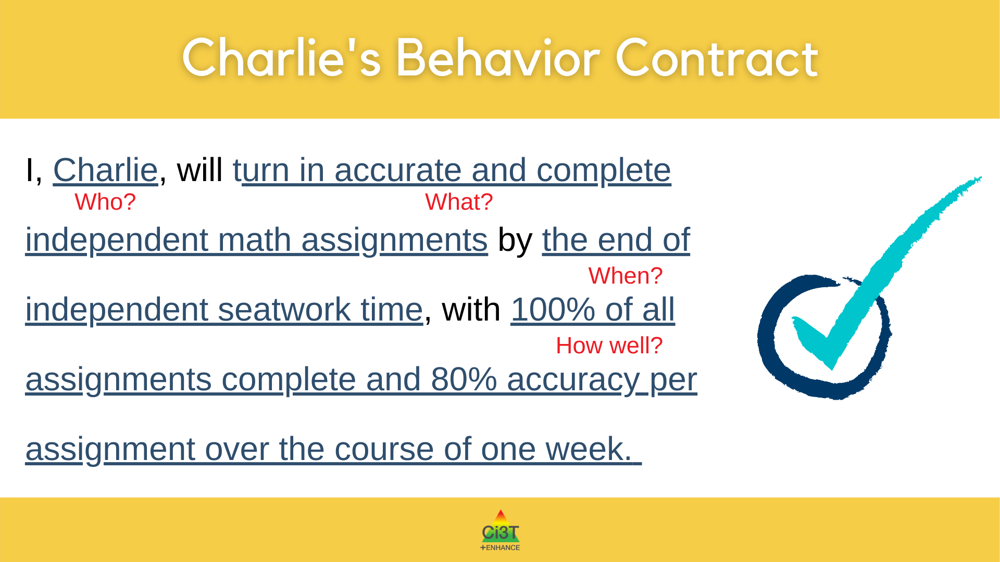 Charlie's Behavior Contract
I, Charlie, will turn in accurate and complete
Who? What?
independent math assignments by the end of
When?
independent seatwork time, with 100% of all
How well?
assignments complete and 80% accuracy per
assignment over the course of one week.
Ci3T
+ENHANCE